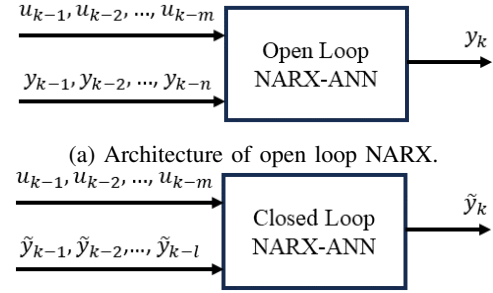 u_{k-1}, u_{k-2}, ..., u_{k-m}
Open Loop
NARX-ANN
y_k
y_{k-1}, y_{k-2}, ..., y_{k-n}
(a) Architecture of open loop NARX.
u_{k-1}, u_{k-2}, ..., u_{k-m}
Closed Loop
NARX-ANN
ỹ_k
ỹ_{k-1}, ỹ_{k-2}, ..., ỹ_{k-l}